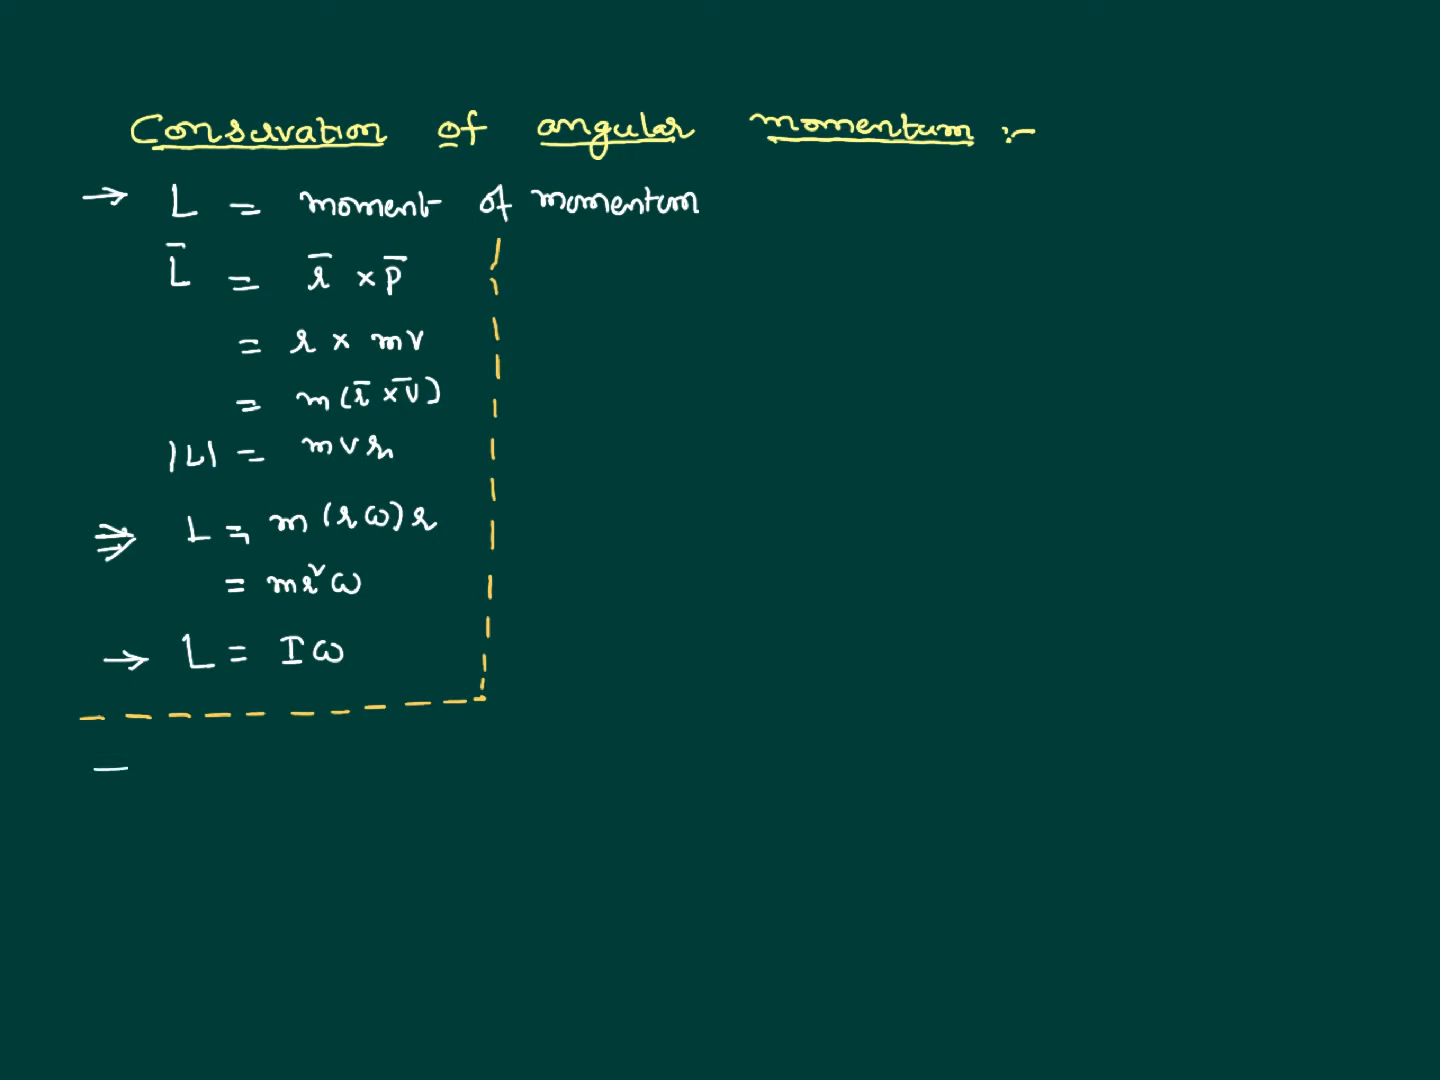 Conservation of angular momentum :-
→ L = moment of momentum
L̅ = r̅ × p̅
= r × mv
= m(r̅ × v̅)
|L| = mvr
⇒ L = m(rω)r
= mr²ω
→ L = Iω